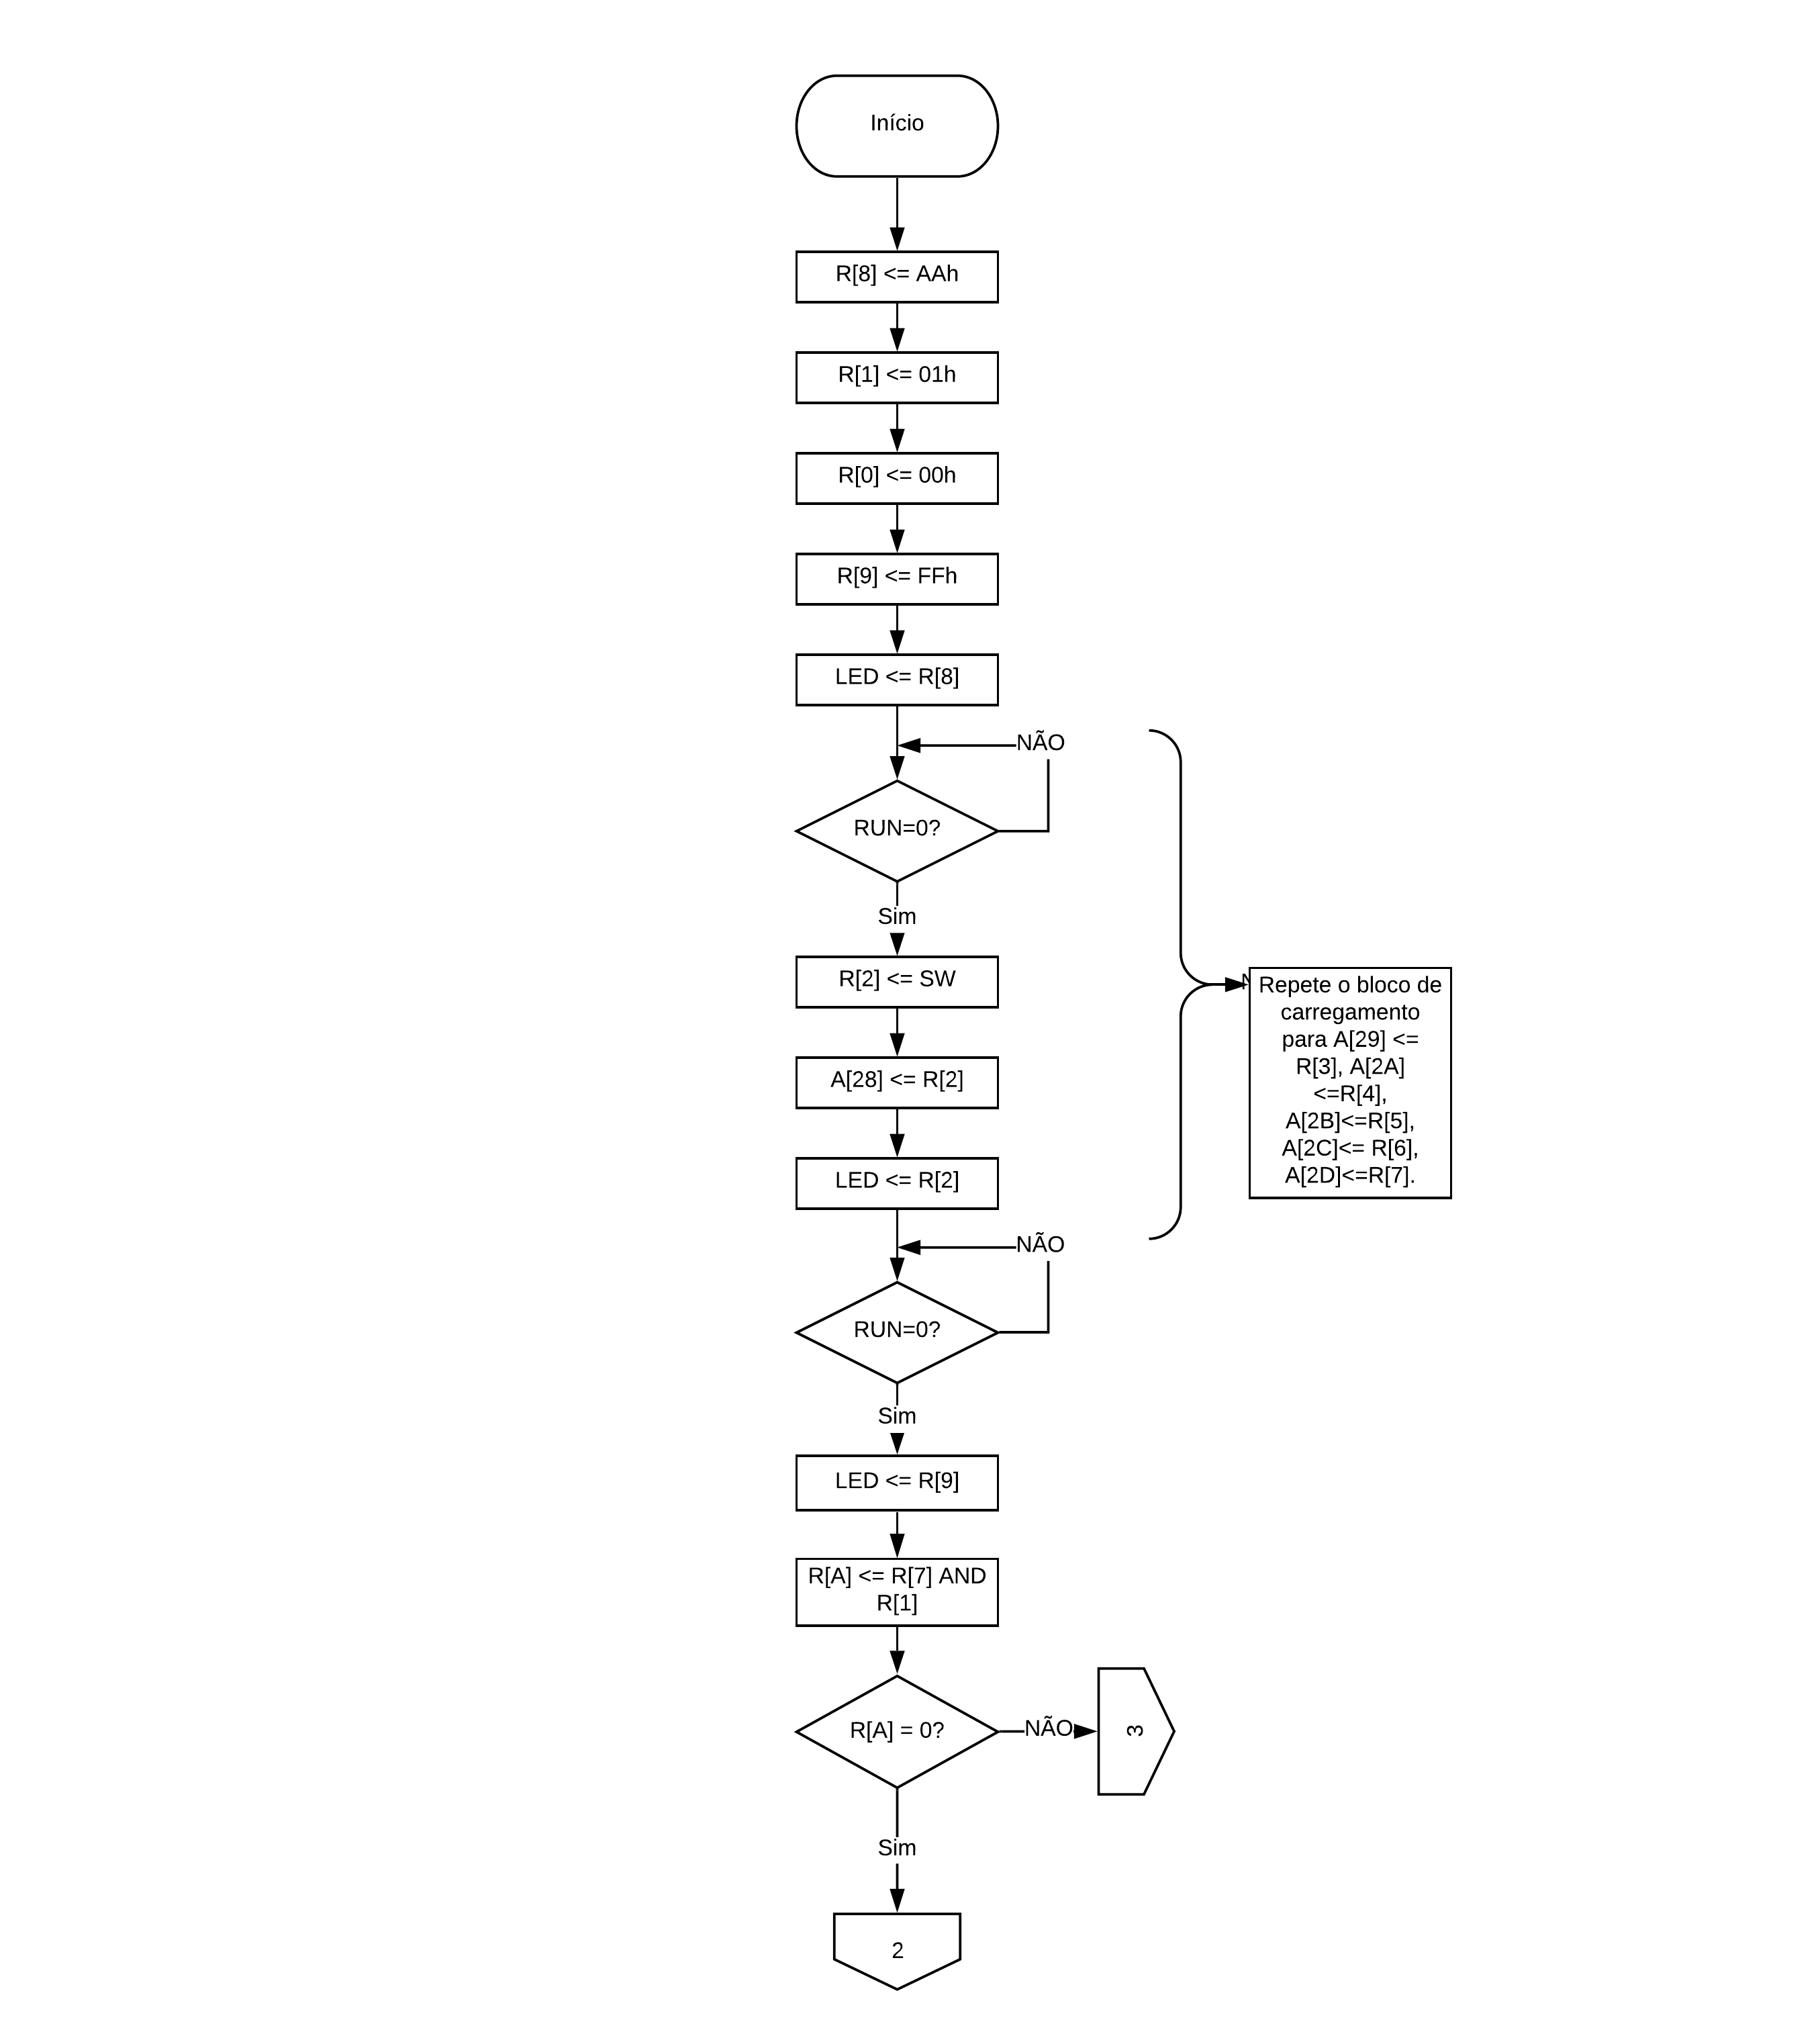 Início
R[8] <= AAh
R[1] <= 01h
R[0] <= 00h
R[9] <= FFh
LED <= R[8]
NÃO
RUN=0?
Sim
R[2] <= SW
A[28] <= R[2]
LED <= R[2]
Repete o bloco de
carregamento
para A[29] <=
R[3], A[2A]
<=R[4],
A[2B]<=R[5],
A[2C]<= R[6],
A[2D]<=R[7].
NÃO
RUN=0?
Sim
LED <= R[9]
R[A] <= R[7] AND
R[1]
R[A] = 0?
NÃO
3
Sim
2